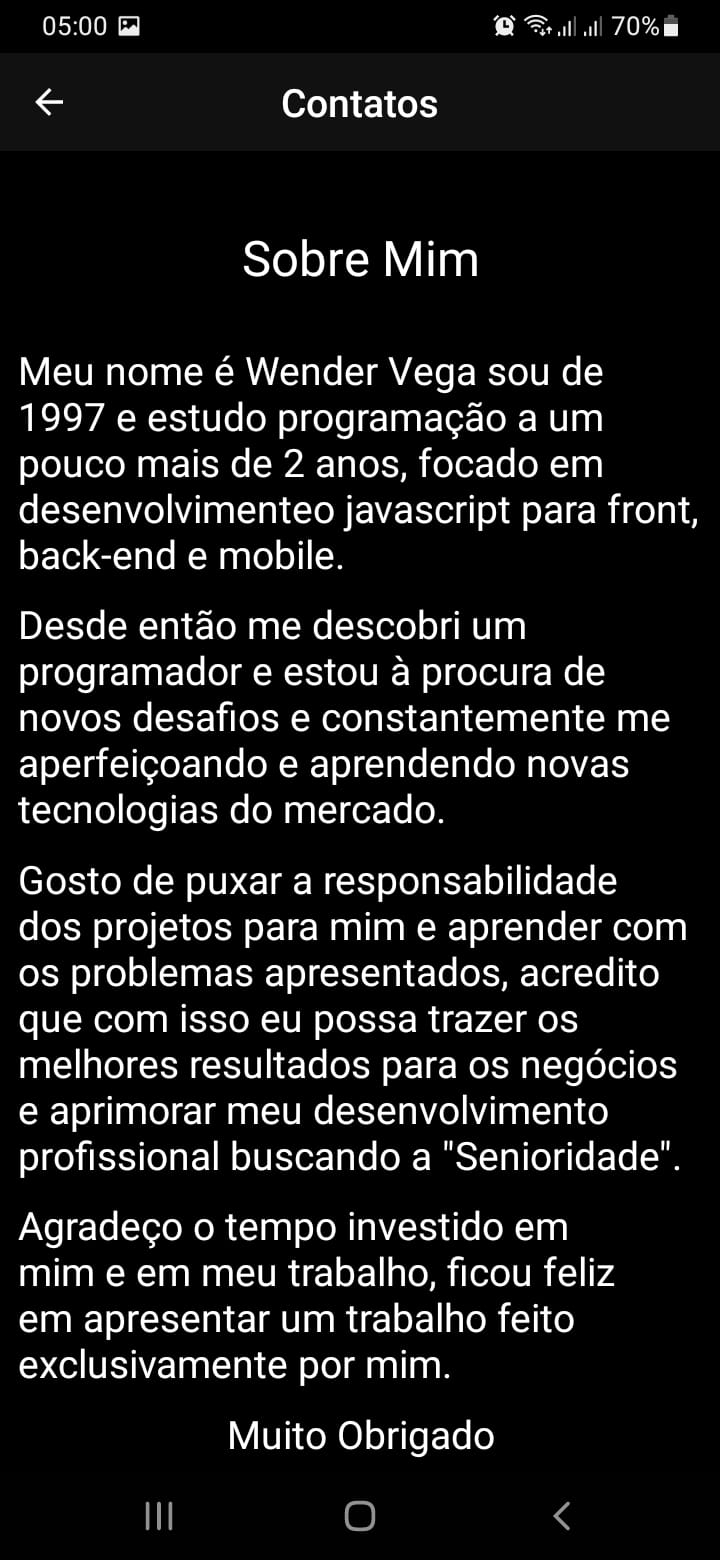 05:00
70%
Contatos
Sobre Mim
Meu nome é Wender Vega sou de
1997 e estudo programação a um
pouco mais de 2 anos, focado em
desenvolvimenteo javascript para front,
back-end e mobile.
Desde então me descobri um
programador e estou à procura de
novos desafios e constantemente me
aperfeiçoando e aprendendo novas
tecnologias do mercado.
Gosto de puxar a responsabilidade
dos projetos para mim e aprender com
os problemas apresentados, acredito
que com isso eu possa trazer os
melhores resultados para os negócios
e aprimorar meu desenvolvimento
profissional buscando a "Senioridade".
Agradeço o tempo investido em
mim e em meu trabalho, ficou feliz
em apresentar um trabalho feito
exclusivamente por mim.
Muito Obrigado